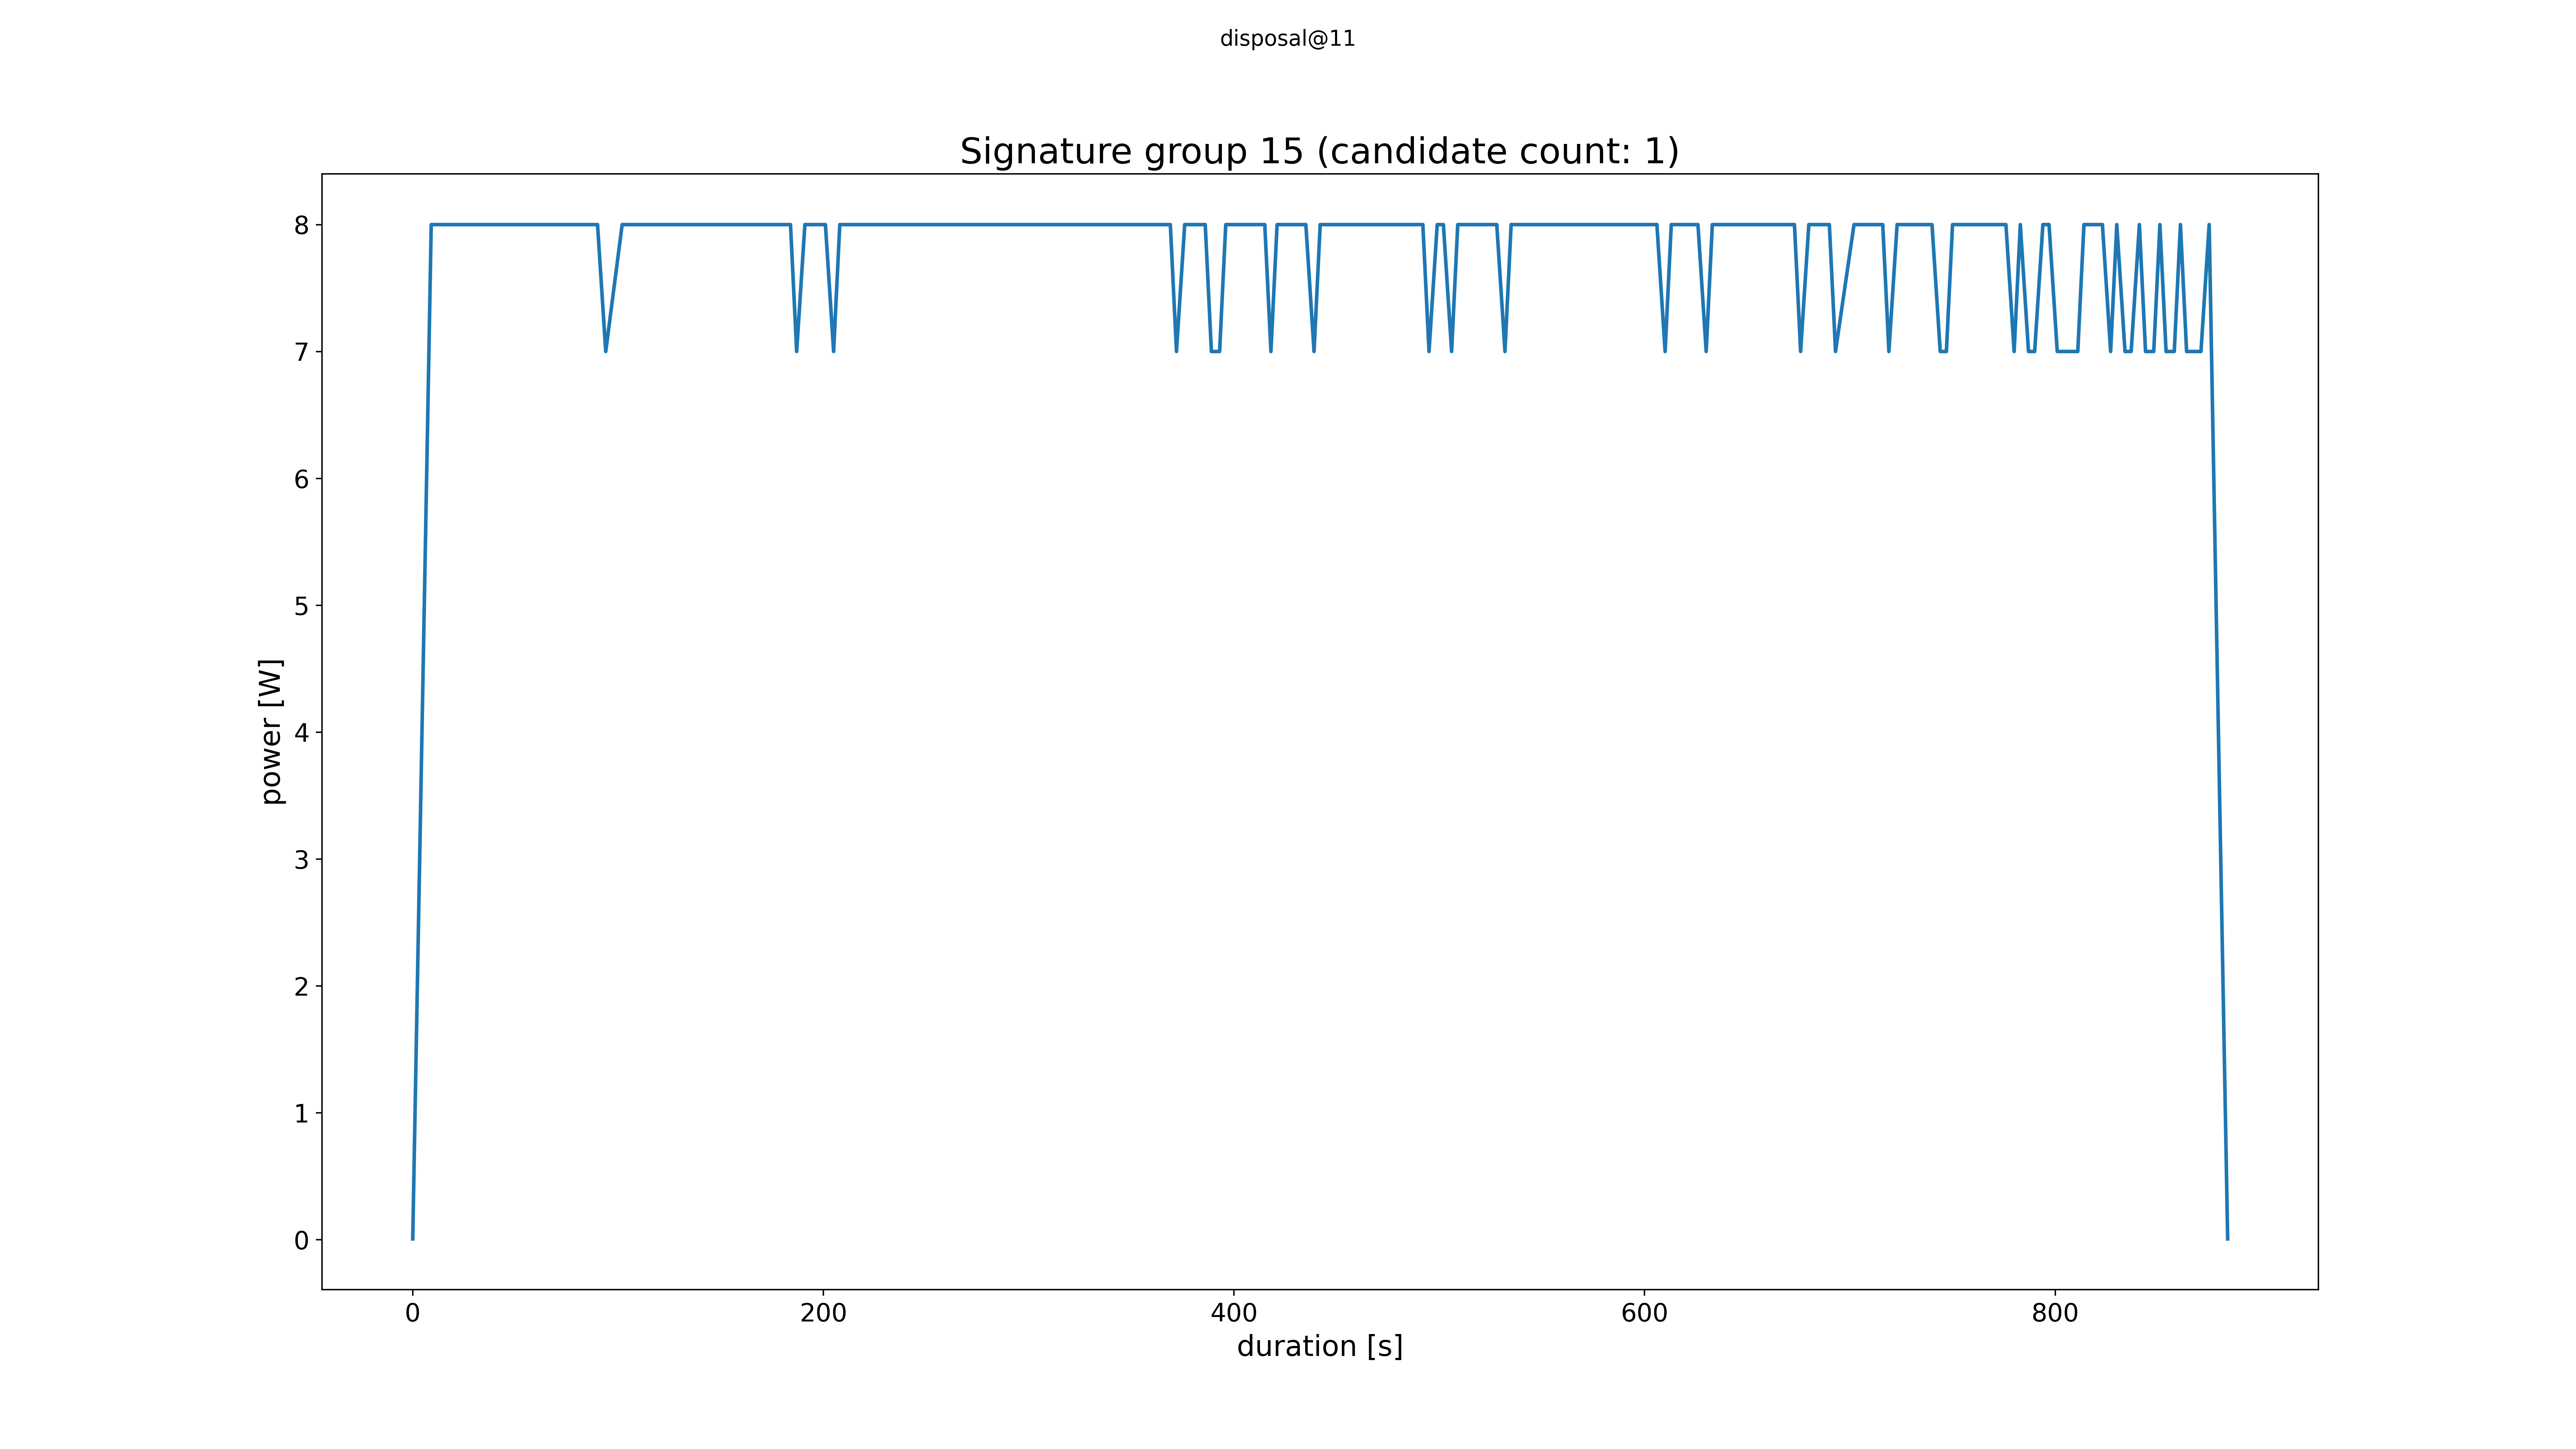 disposal@11
Signature group 15 (candidate count: 1)
8
7
6
5
4
3
2
1
0
power [W]
0 200 400 600 800
duration [s]